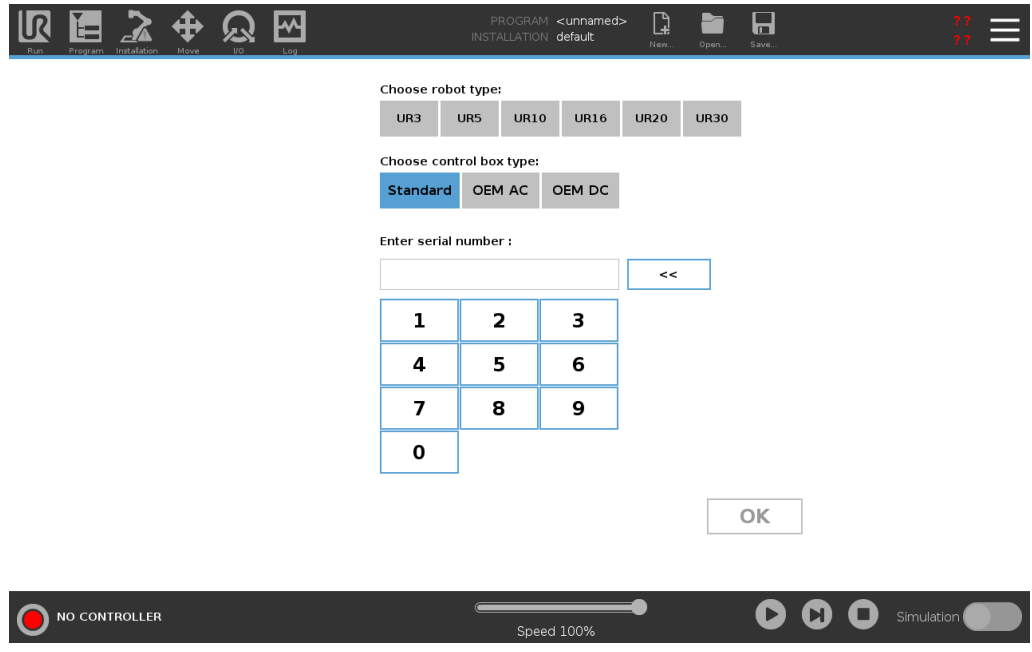 UR
Run
Program
Installation
Move
I/O
Log
PROGRAM <unnamed>
INSTALLATION default
New...
Open...
Save...
? ?
? ?
Choose robot type:
UR3 UR5 UR10 UR16 UR20 UR30
Choose control box type:
Standard OEM AC OEM DC
Enter serial number :
<<
1 2 3
4 5 6
7 8 9
0
OK
NO CONTROLLER
Speed 100%
Simulation